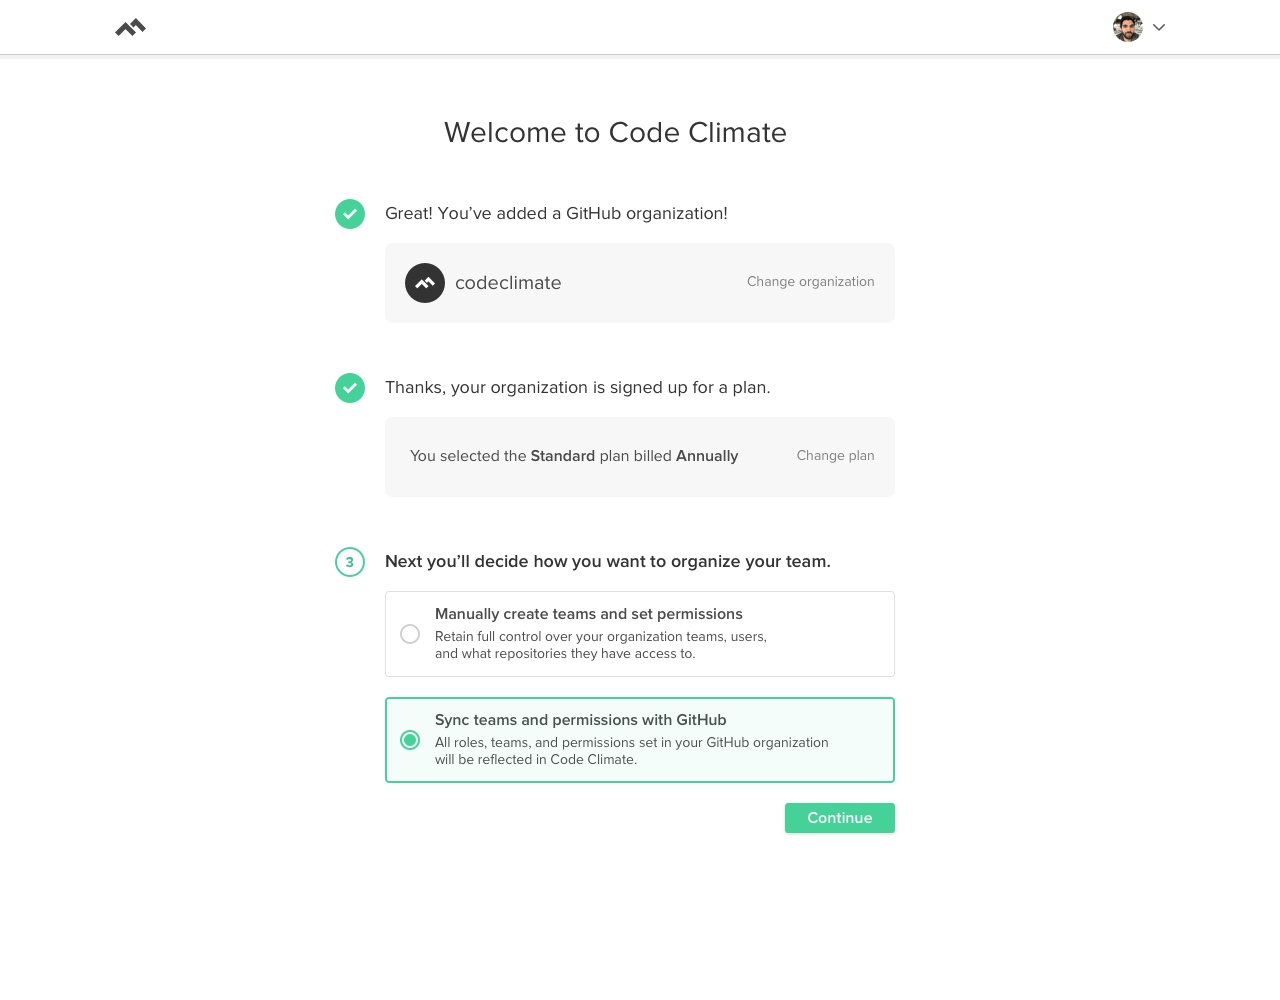 Welcome to Code Climate
Great! You’ve added a GitHub organization!
codeclimate
Change organization
Thanks, your organization is signed up for a plan.
You selected the Standard plan billed Annually
Change plan
3
Next you’ll decide how you want to organize your team.
Manually create teams and set permissions
Retain full control over your organization teams, users,
and what repositories they have access to.
Sync teams and permissions with GitHub
All roles, teams, and permissions set in your GitHub organization
will be reflected in Code Climate.
Continue